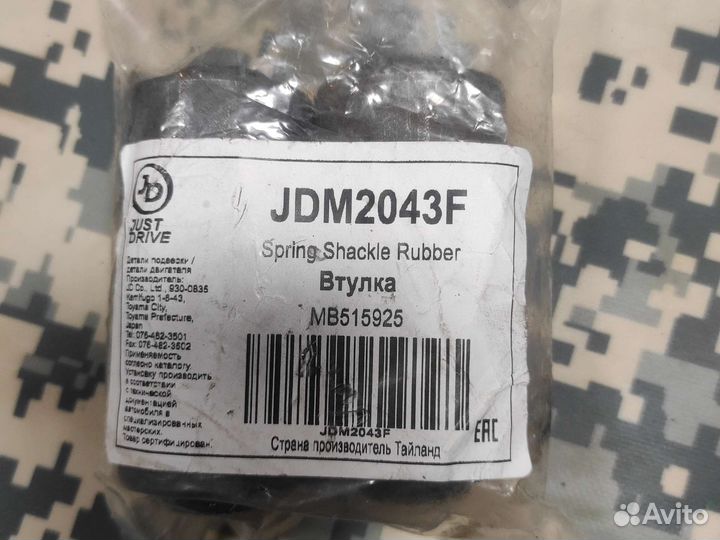 JD
JUST
DRIVE
JDM2043F
Spring Shackle Rubber
Втулка
MB515925
Детали подвески /
детали двигателя
Производитель:
JD Co., Ltd., 930-0835
Kamifugo 1-6-43,
Toyama City,
Toyama Prefecture,
Japan
Tel: 076-482-3501
Fax: 076-482-3502
Применяемость
согласно каталогу.
Установку производить
в соответствии
с технической
документацией
автомобиля в
специализированных
мастерских.
Товар сертифицирован.
JDM2043F
Страна производитель Тайланд
EAC
Avito